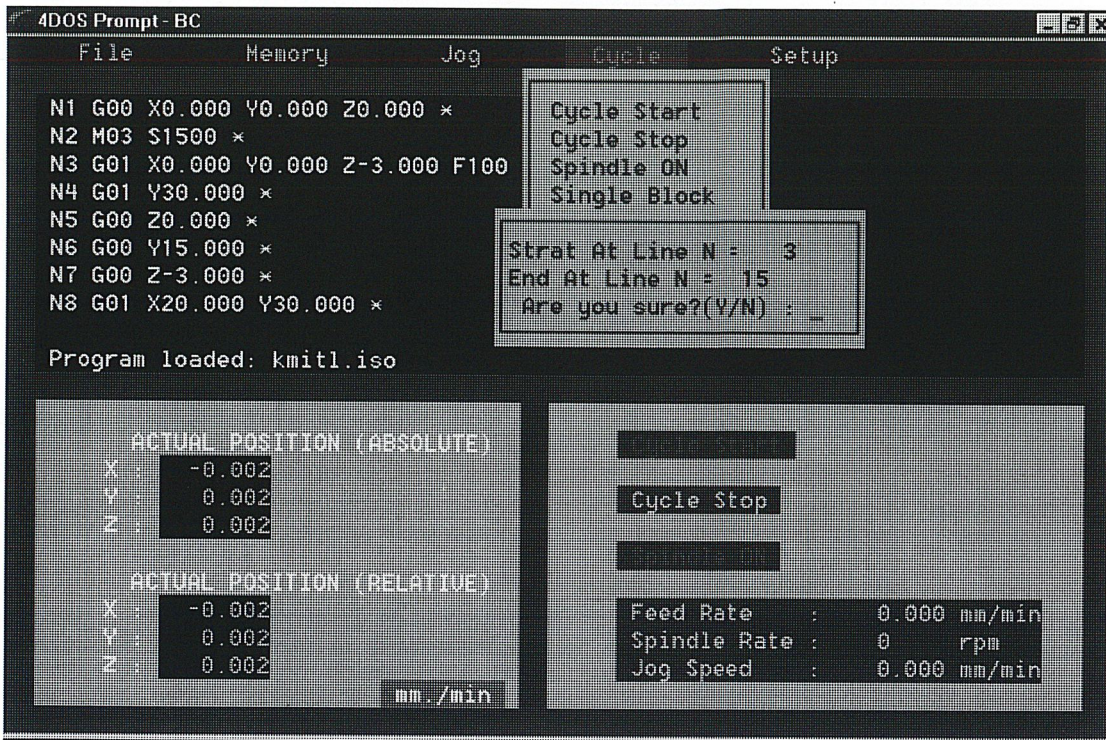 4DOS Prompt - BC
File Memory Jog Cycle Setup
N1 G00 X0.000 Y0.000 Z0.000 *
N2 M03 S1500 *
N3 G01 X0.000 Y0.000 Z-3.000 F100
N4 G01 Y30.000 *
N5 G00 Z0.000 *
N6 G00 Y15.000 *
N7 G00 Z-3.000 *
N8 G01 X20.000 Y30.000 *
Program loaded: kmitl.iso
Cycle Start
Cycle Stop
Spindle ON
Single Block
Strat At Line N = 3
End At Line N = 15
Are you sure?(Y/N) : _
ACTUAL POSITION (ABSOLUTE)
X : -0.002
Y : 0.002
Z : 0.002
ACTUAL POSITION (RELATIVE)
X : -0.002
Y : 0.002
Z : 0.002
mm./min
Cycle Start
Cycle Stop
Spindle ON
Feed Rate : 0.000 mm/min
Spindle Rate : 0 rpm
Jog Speed : 0.000 mm/min